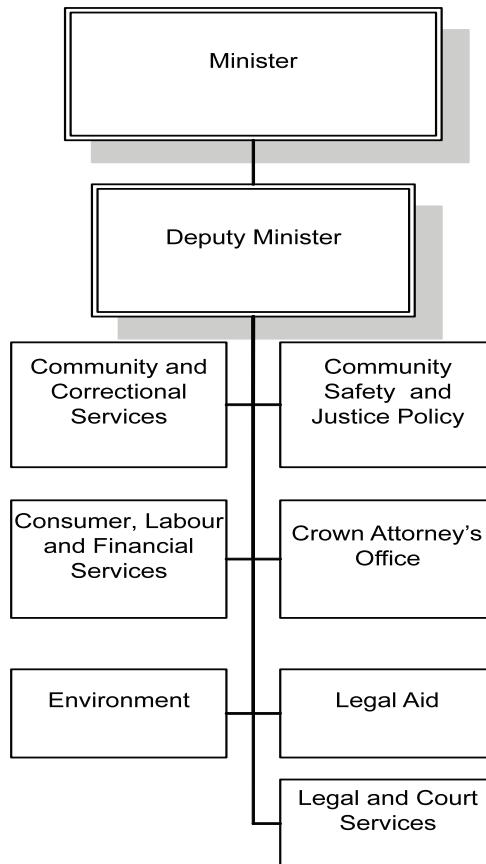 Minister
Deputy Minister
Community and
Correctional
Services
Community
Safety and
Justice Policy
Consumer, Labour
and Financial
Services
Crown Attorney's
Office
Environment
Legal Aid
Legal and Court
Services